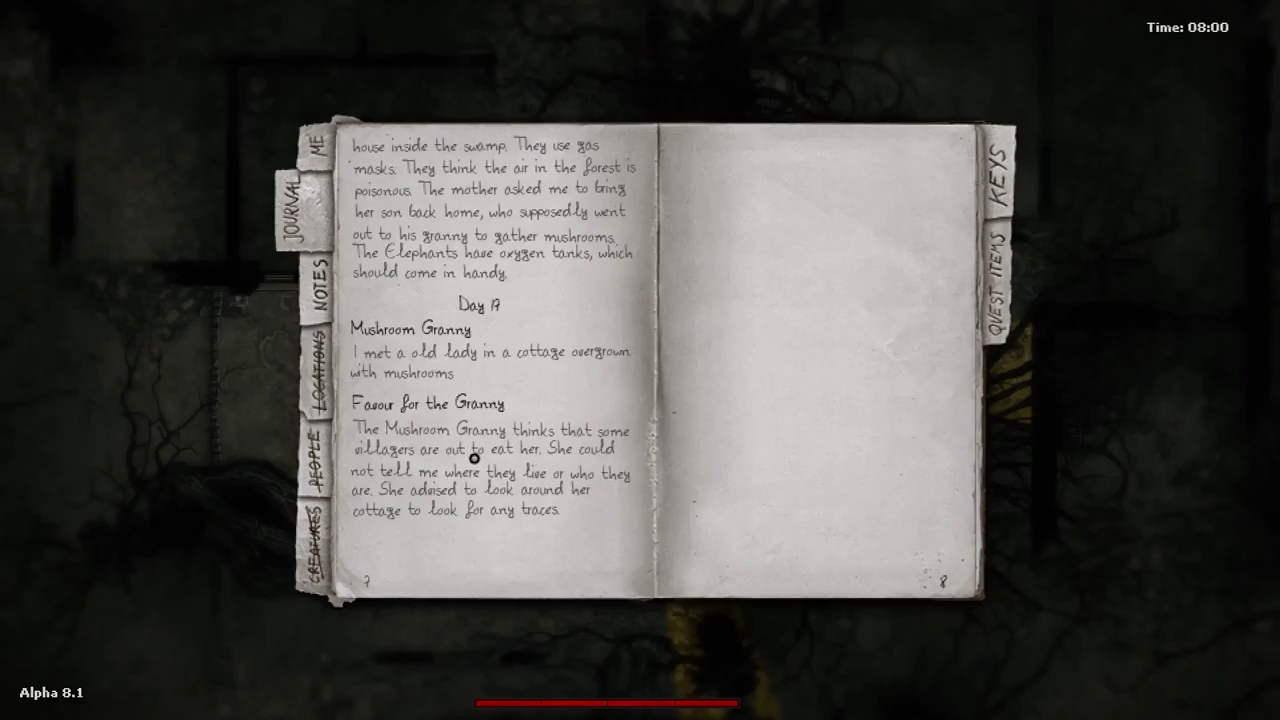 Time: 08:00
ME
JOURNAL
NOTES
LOCATIONS
PEOPLE
CREATURES
house inside the swamp. They use gas
masks. They think the air in the forest is
poisonous. The mother asked me to bring
her son back home, who supposedly went
out to his granny to gather mushrooms.
The Elephants have oxygen tanks, which
should come in handy.
Day 17
Mushroom Granny
I met a old lady in a cottage overgrown
with mushrooms
Favour for the Granny
The Mushroom Granny thinks that some
villagers are out to eat her. She could
not tell me where they live or who they
are. She advised to look around her
cottage to look for any traces.
7
8
KEYS
QUEST ITEMS
Alpha 8.1